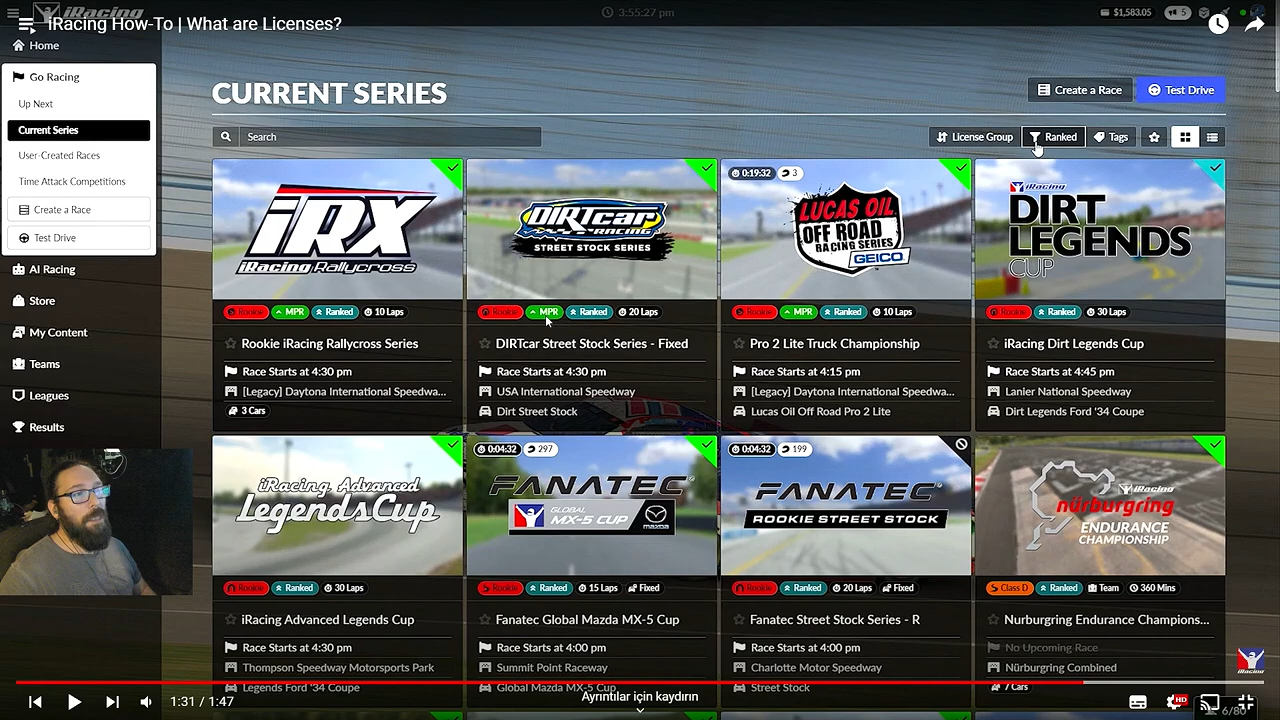 iRacing
iRacing How-To | What are Licenses?
3:55:27 pm
$1,583.05
5
Home
Go Racing
Up Next
Current Series
User-Created Races
Time Attack Competitions
Create a Race
Test Drive
AI Racing
Store
My Content
Teams
Leagues
Results
CURRENT SERIES
Create a Race
Test Drive
Search
License Group
Ranked
Tags
iRX
iRacing Rallycross
Rookie MPR Ranked 10 Laps
Rookie iRacing Rallycross Series
Race Starts at 4:30 pm
[Legacy] Daytona International Speedwa...
3 Cars
DIRTcar
RACING
STREET STOCK SERIES
Rookie MPR Ranked 20 Laps
DIRTcar Street Stock Series - Fixed
Race Starts at 4:30 pm
USA International Speedway
Dirt Street Stock
0:19:32 3
LUCAS OIL
OFF ROAD
RACING SERIES
GEICO
Rookie MPR Ranked 10 Laps
Pro 2 Lite Truck Championship
Race Starts at 4:15 pm
[Legacy] Daytona International Speedwa...
Lucas Oil Off Road Pro 2 Lite
iRacing
DIRT
LEGENDS
CUP
Rookie Ranked 30 Laps
iRacing Dirt Legends Cup
Race Starts at 4:45 pm
Lanier National Speedway
Dirt Legends Ford '34 Coupe
iRacing Advanced
Legends Cup
Rookie Ranked 30 Laps
iRacing Advanced Legends Cup
Race Starts at 4:30 pm
Thompson Speedway Motorsports Park
Legends Ford '34 Coupe
0:04:32 297
FANATEC
GLOBAL
MX-5 CUP
mazda
Rookie Ranked 15 Laps Fixed
Fanatec Global Mazda MX-5 Cup
Race Starts at 4:00 pm
Summit Point Raceway
Global Mazda MX-5 Cup
0:04:32 199
FANATEC
ROOKIE STREET STOCK
Rookie Ranked 20 Laps Fixed
Fanatec Street Stock Series - R
Race Starts at 4:00 pm
Charlotte Motor Speedway
Street Stock
iRacing
nürburgring
ENDURANCE
CHAMPIONSHIP
Class D Ranked Team 360 Mins
Nurburgring Endurance Champions...
No Upcoming Race
Nürburgring Combined
7 Cars
iRacing
1:31 / 1:47
Ayrıntılar için kaydırın
HD
6/80